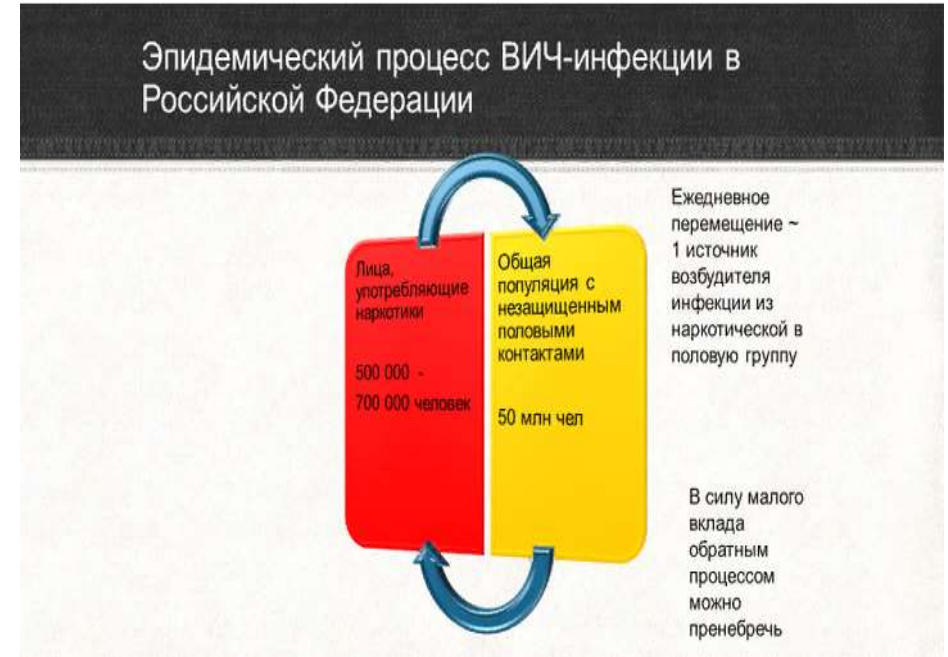 Эпидемический процесс ВИЧ-инфекции в
Российской Федерации
Лица,
употребляющие
наркотики
500 000 -
700 000 человек
Общая
популяция с
незащищенным
половыми
контактами
50 млн чел
Ежедневное
перемещение ~
1 источник
возбудителя
инфекции из
наркотической в
половую группу
В силу малого
вклада
обратным
процессом
можно
пренебречь